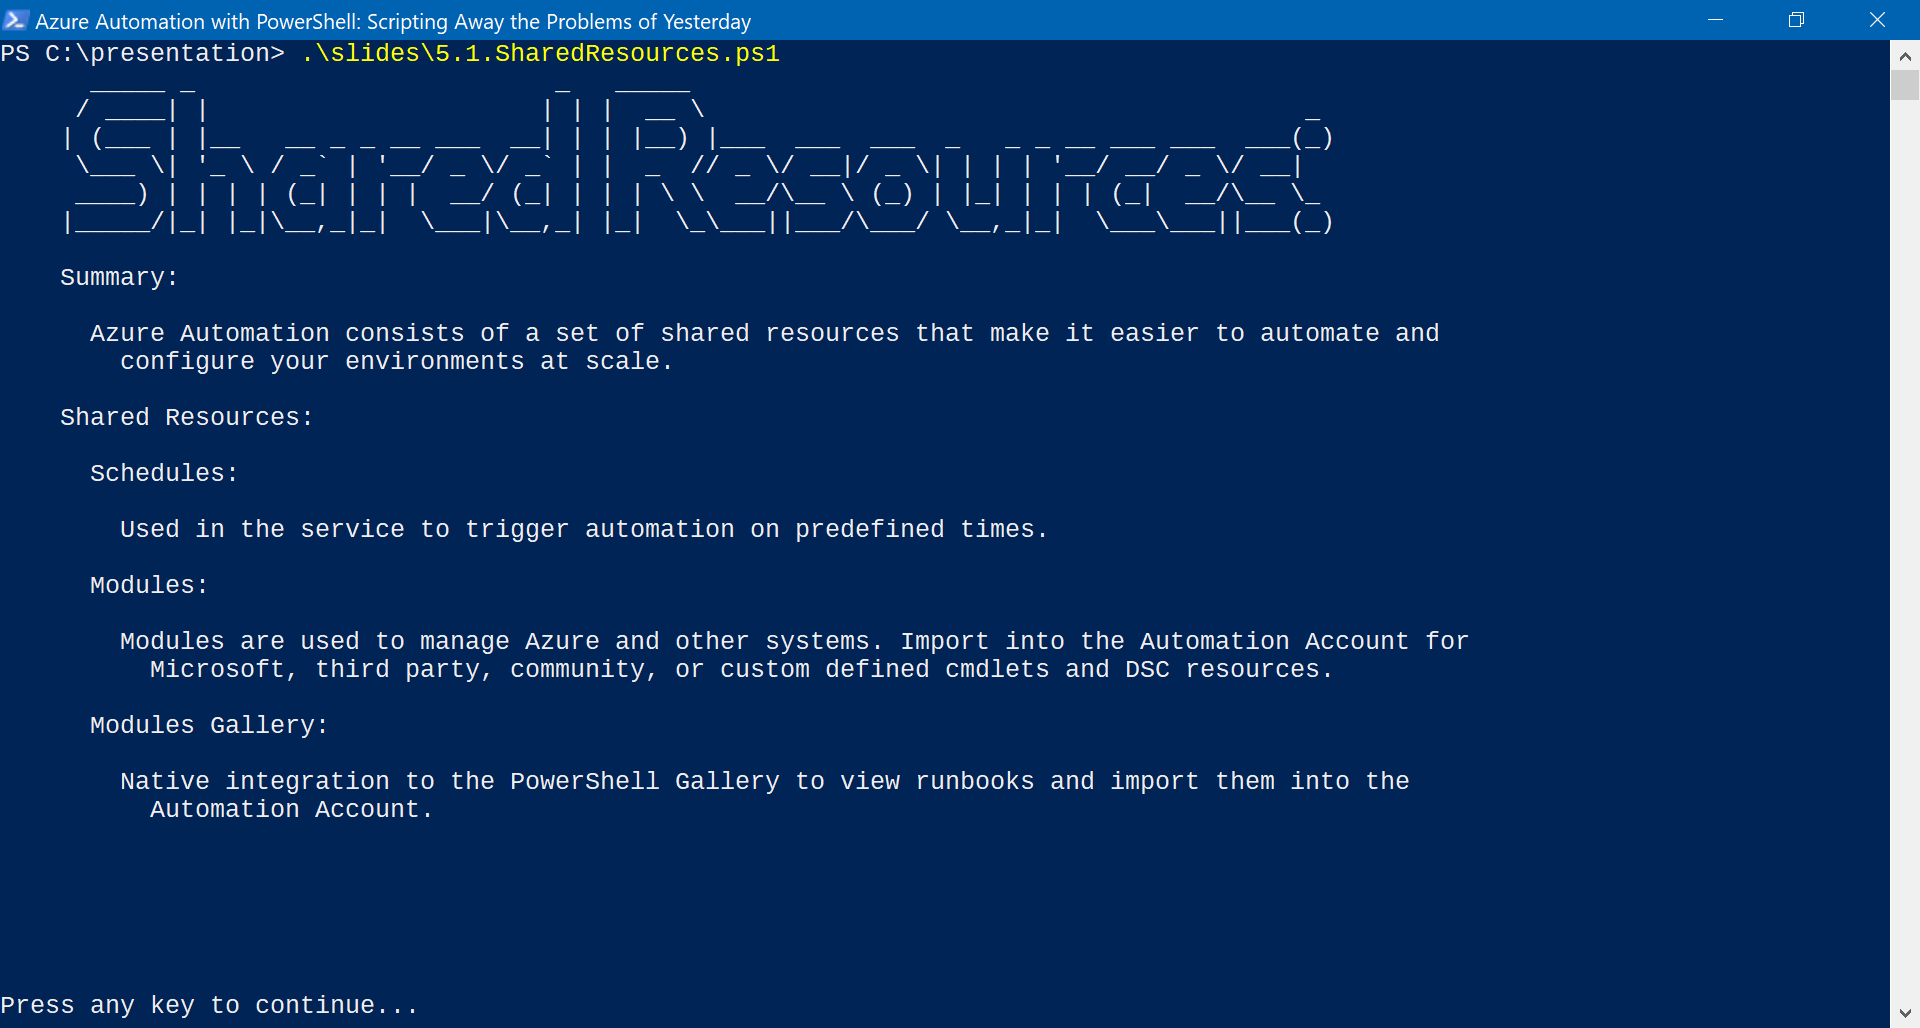 Azure Automation with PowerShell: Scripting Away the Problems of Yesterday
PS C:\presentation> .\slides\5.1.SharedResources.ps1
Shared Resources:
Summary:
Azure Automation consists of a set of shared resources that make it easier to automate and
configure your environments at scale.
Shared Resources:
Schedules:
Used in the service to trigger automation on predefined times.
Modules:
Modules are used to manage Azure and other systems. Import into the Automation Account for
Microsoft, third party, community, or custom defined cmdlets and DSC resources.
Modules Gallery:
Native integration to the PowerShell Gallery to view runbooks and import them into the
Automation Account.
Press any key to continue...